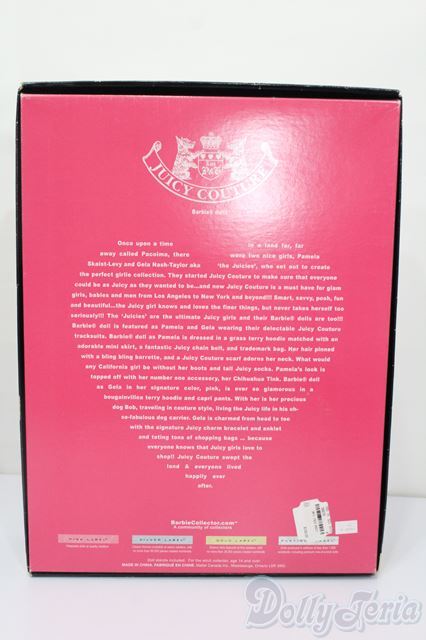 JUICY COUTURE
Barbie® doll
Once upon a time in a land far, far
away called Pacoima, there were two nice girls, Pamela
Skaist-Levy and Gela Nash-Taylor aka 'the Juicies', who set out to create
the perfect girlie collection. They started Juicy Couture to make sure that everyone
could be as Juicy as they wanted to be...and now Juicy Couture is a must have for glam
girls, babies and men from Los Angeles to New York and beyond!!! Smart, savvy, posh, fun
and beautiful...the Juicy girl knows and loves the finer things, but never takes herself too
seriously!!! The 'Juicies' are the ultimate Juicy girls and their Barbie® dolls are too!!!
Barbie® doll is featured as Pamela and Gela wearing their delectable Juicy Couture
tracksuits. Barbie® doll as Pamela is dressed in a grass terry hoodie matched with an
adorable mini skirt, a fantastic Juicy chain belt, and trademark bag. Her hair pinned
with a bling bling barrette, and a Juicy Couture scarf adorns her neck. What would
any California girl be without her boots and tall Juicy socks. Pamela's look is
topped off with her number one accessory, her Chihuahua Tink. Barbie® doll
as Gela in her signature color, pink, is over so glamorous in a
bougainvillea terry hoodie and capri pants. With her is her precious
dog Bob, traveling in couture style, living the Juicy life in his oh-
so-fabulous dog carrier. Gela is charmed from head to toe
with the signature Juicy charm bracelet and anklet
and toting tons of shopping bags ... because
everyone knows that Juicy girls love to
shop!! Juicy Couture swept the
land & everyone lived
happily ever
after.
BarbieCollector.com™
A community of collectors
PINK LABEL SILVER LABEL GOLD LABEL
MADE IN CHINA. FABRIQUÉ EN CHINE.
DollyTeria